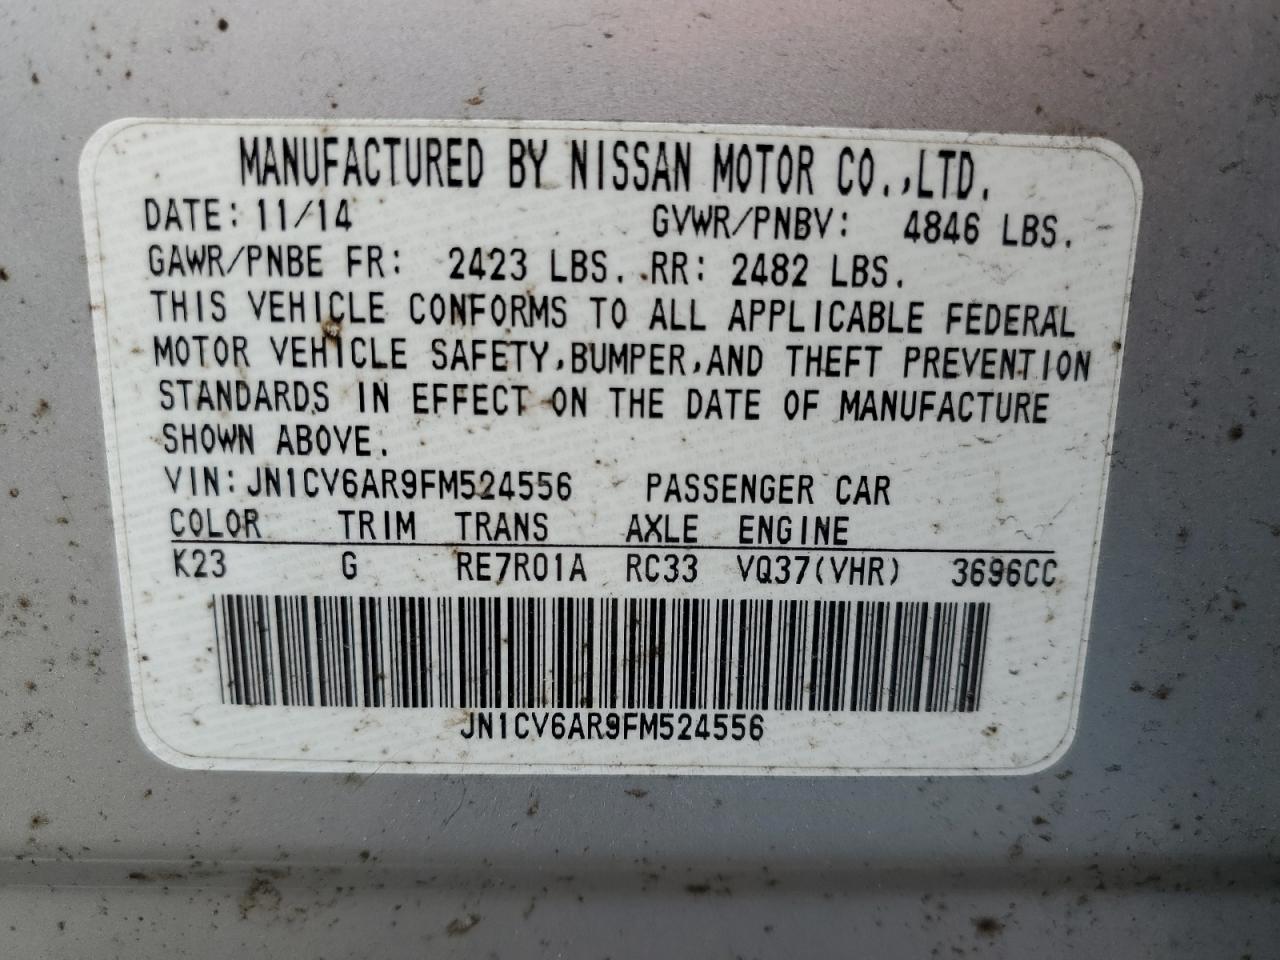 MANUFACTURED BY NISSAN MOTOR CO.,LTD.
DATE: 11/14 GVWR/PNBV: 4846 LBS.
GAWR/PNBE FR: 2423 LBS. RR: 2482 LBS.
THIS VEHICLE CONFORMS TO ALL APPLICABLE FEDERAL
MOTOR VEHICLE SAFETY,BUMPER,AND THEFT PREVENTION
STANDARDS IN EFFECT ON THE DATE OF MANUFACTURE
SHOWN ABOVE.
VIN:JN1CV6AR9FM524556 PASSENGER CAR
COLOR TRIM TRANS AXLE ENGINE
K23 G RE7R01A RC33 VQ37(VHR) 3696CC
JN1CV6AR9FM524556